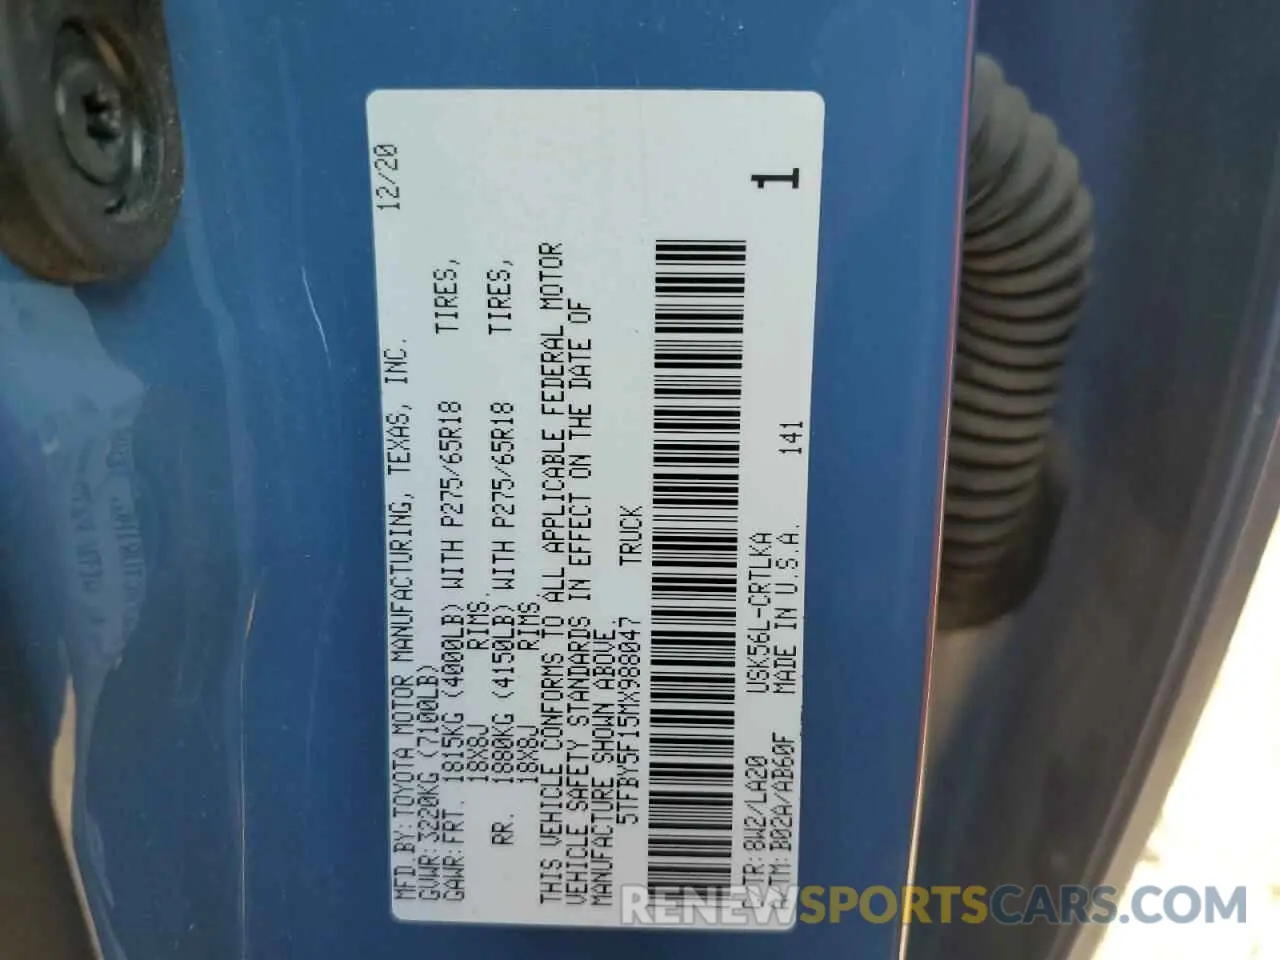 MFD.BY: TOYOTA MOTOR MANUFACTURING, TEXAS, INC. 12/20
GVWR: 3220KG (7100LB)
GAWR: FRT. 1815KG (4000LB) WITH P275/65R18 TIRES,
18X8J RIMS,
RR. 1880KG (4150LB) WITH P275/65R18 TIRES,
18X8J RIMS
THIS VEHICLE CONFORMS TO ALL APPLICABLE FEDERAL MOTOR
VEHICLE SAFETY STANDARDS IN EFFECT ON THE DATE OF
MANUFACTURE SHOWN ABOVE.
5TFBY5F15MX988047 TRUCK
C/TR: 8W2/LA20 USK56L-CRTLKA
A/TM: B02A/AB60F MADE IN U.S.A. 141
1
RENEWSPORTSCARS.COM